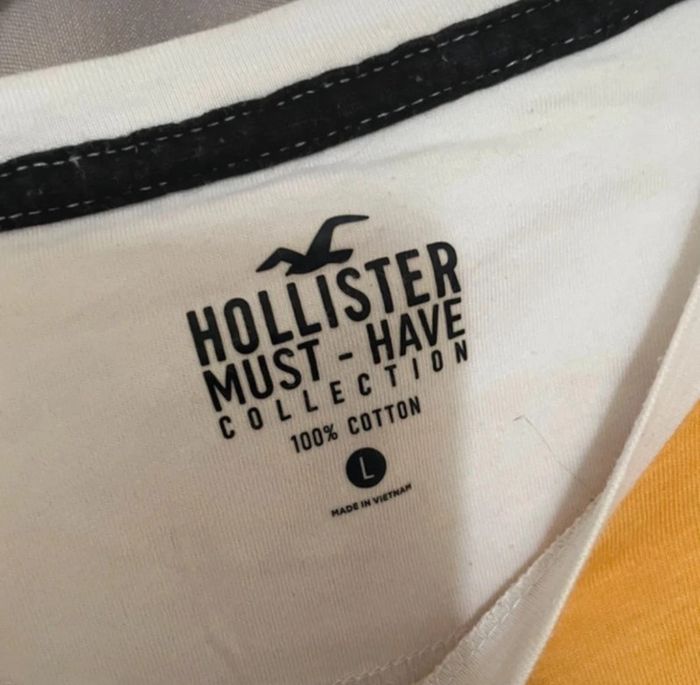 HOLLISTER
MUST - HAVE
COLLECTION
100% COTTON
L
MADE IN VIETNAM